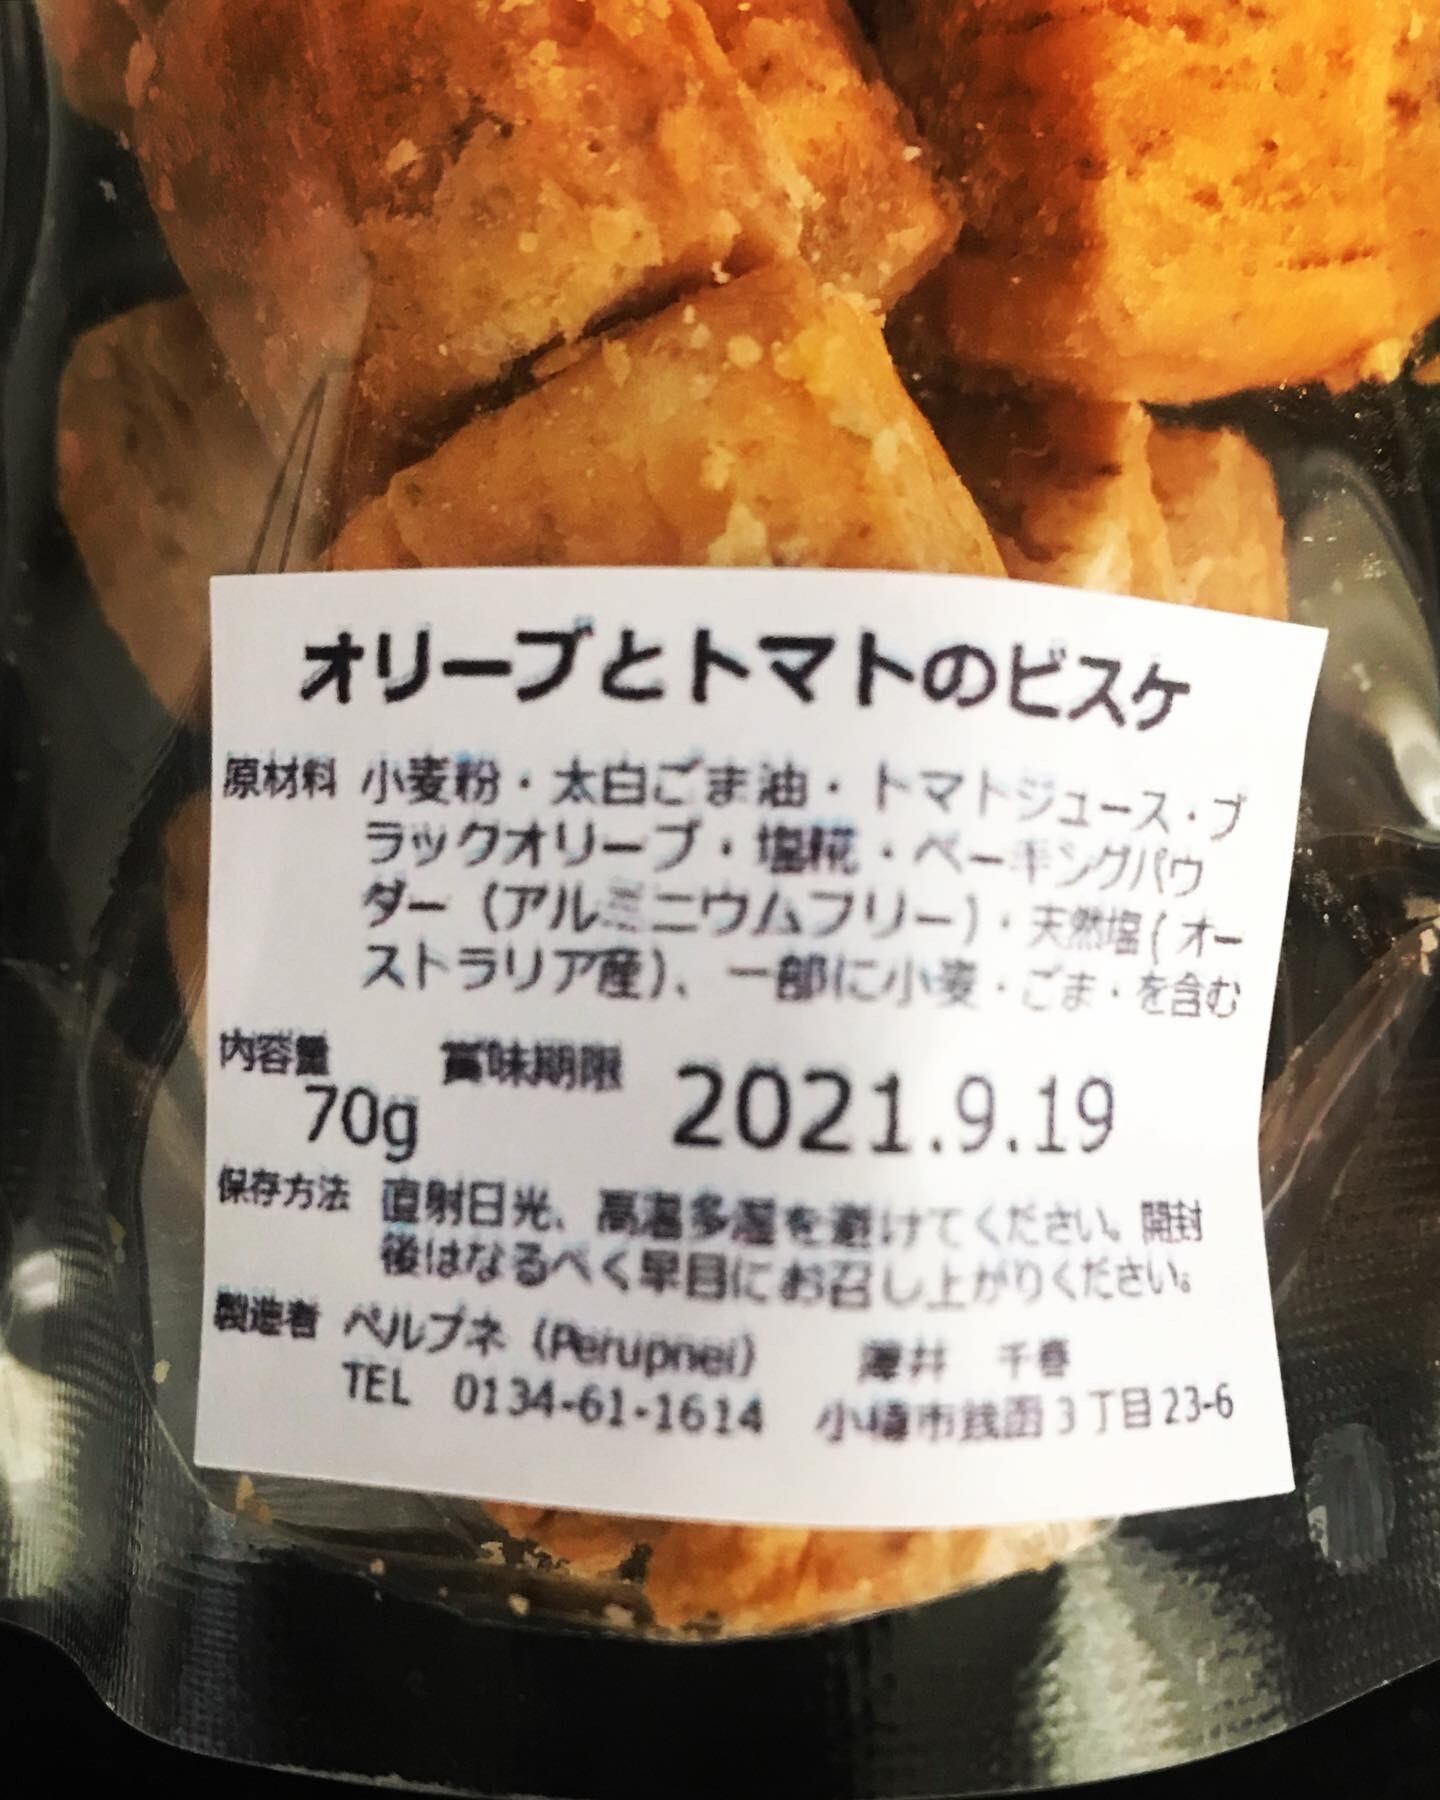 オリーブとトマトのビスケ
原材料 小麦粉・太白ごま油・トマトジュース・ブ
ラックオリーブ・塩糀・ベーキングパウ
ダー（アルミニウムフリー）・天然塩(オー
ストラリア産)、一部に小麦・ごま・を含む
内容量 賞味期限
70g 2021.9.19
保存方法 直射日光、高温多湿を避けてください。開封
後はなるべく早目にお召し上がりください。
製造者 ペルプネ（Perupnei） 薄井 千春
TEL 0134-61-1614 小樽市銭函3丁目23-6